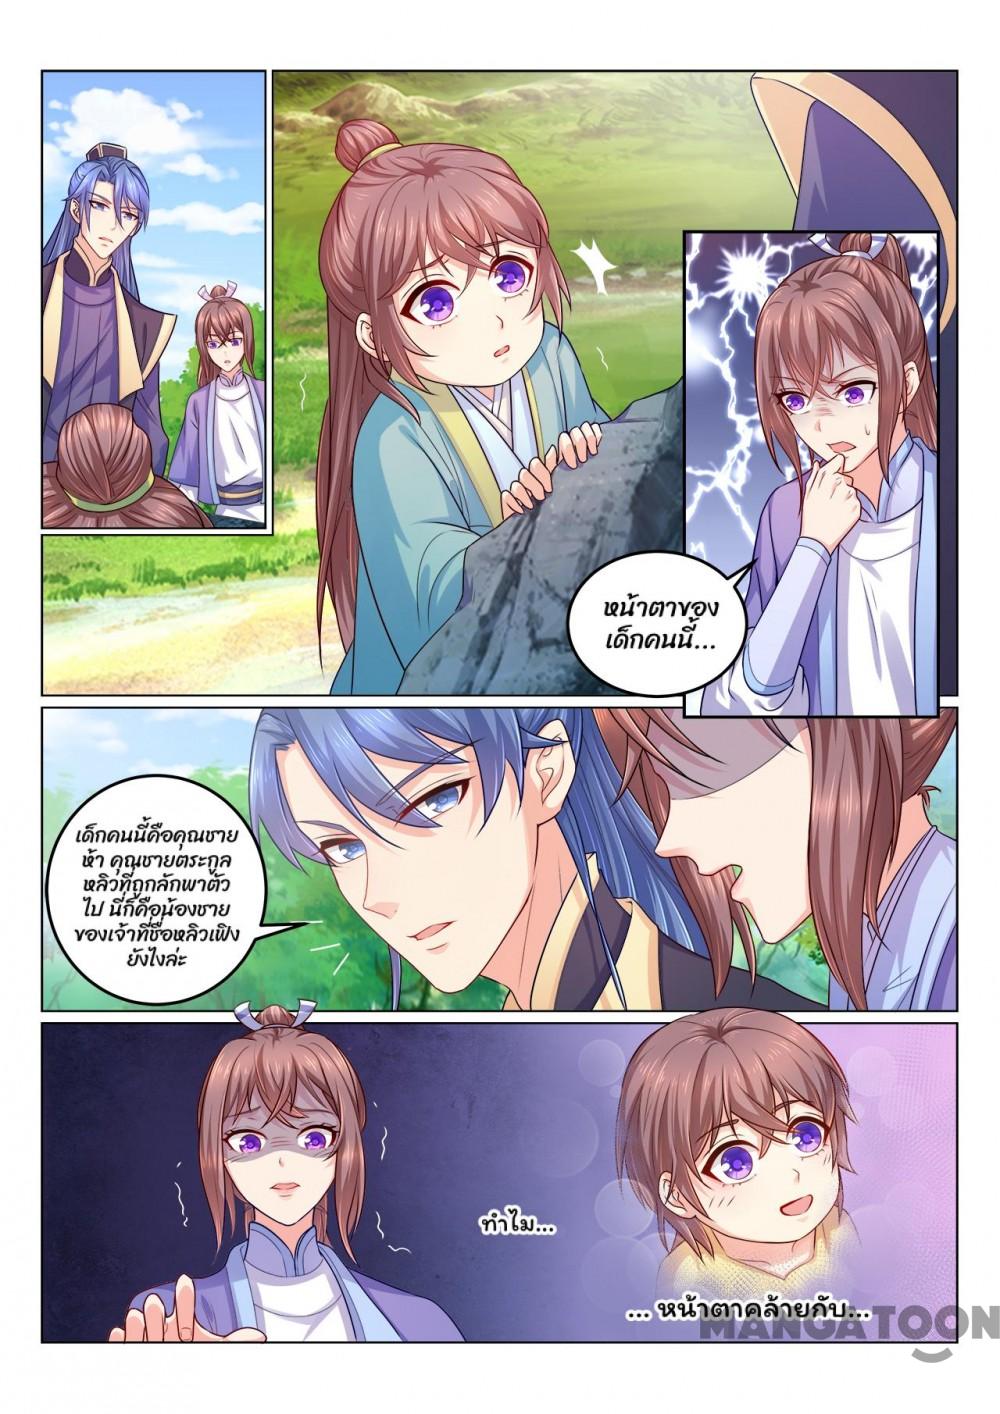 หน้าตาของ
เด็กคนนี้...
เด็กคนนี้คือคุณชาย
ห้า คุณชายตระกูล
หลิวที่ถูกลักพาตัว
ไป นี่ก็คือน้องชาย
ของเจ้าที่ชื่อหลิวเฟิง
ยังไงล่ะ
ทำไม...
... หน้าตาคล้ายกับ...
MANGATOON